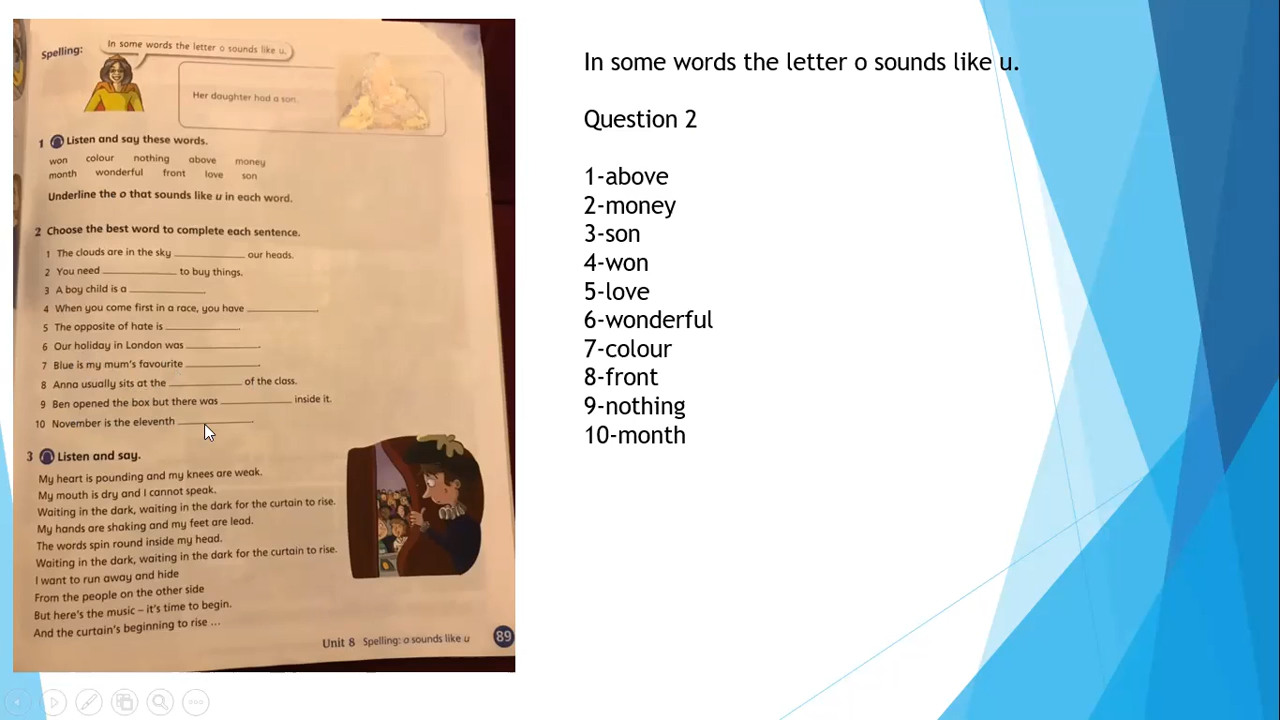 Spelling:
In some words the letter o sounds like u.
Her daughter had a son.
1 Listen and say these words.
won colour nothing above money
month wonderful front love son
Underline the o that sounds like u in each word.
2 Choose the best word to complete each sentence.
1 The clouds are in the sky ____________ our heads.
2 You need ____________ to buy things.
3 A boy child is a ____________.
4 When you come first in a race, you have ____________.
5 The opposite of hate is ____________.
6 Our holiday in London was ____________.
7 Blue is my mum's favourite ____________.
8 Anna usually sits at the ____________ of the class.
9 Ben opened the box but there was ____________ inside it.
10 November is the eleventh ____________.
3 Listen and say.
My heart is pounding and my knees are weak.
My mouth is dry and I cannot speak.
Waiting in the dark, waiting in the dark for the curtain to rise.
My hands are shaking and my feet are lead.
The words spin round inside my head.
Waiting in the dark, waiting in the dark for the curtain to rise.
I want to run away and hide
From the people on the other side
But here's the music – it's time to begin.
And the curtain's beginning to rise ...
Unit 8 Spelling: o sounds like u 89
In some words the letter o sounds like u.
Question 2
1-above
2-money
3-son
4-won
5-love
6-wonderful
7-colour
8-front
9-nothing
10-month